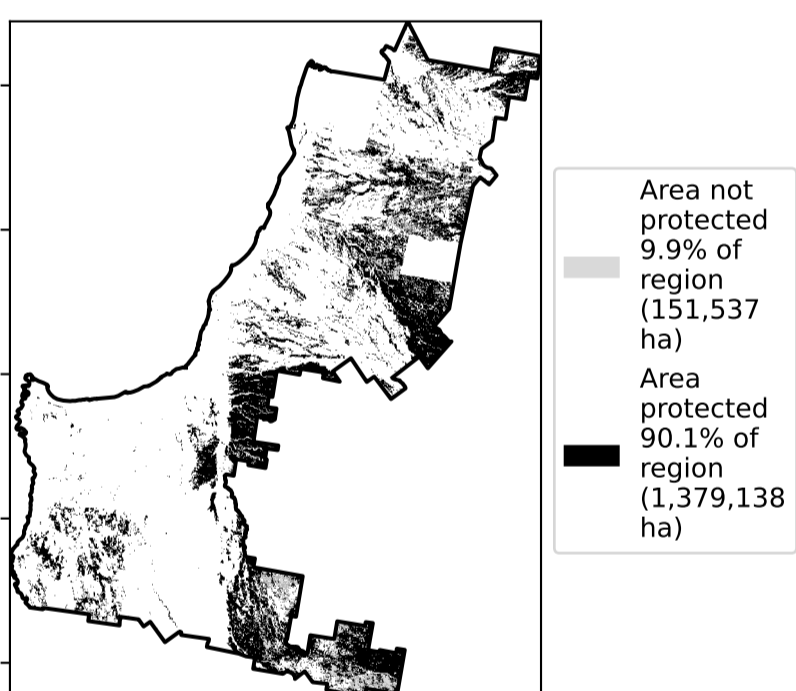 Area not
protected
9.9% of
region
(151,537
ha)
Area
protected
90.1% of
region
(1,379,138
ha)